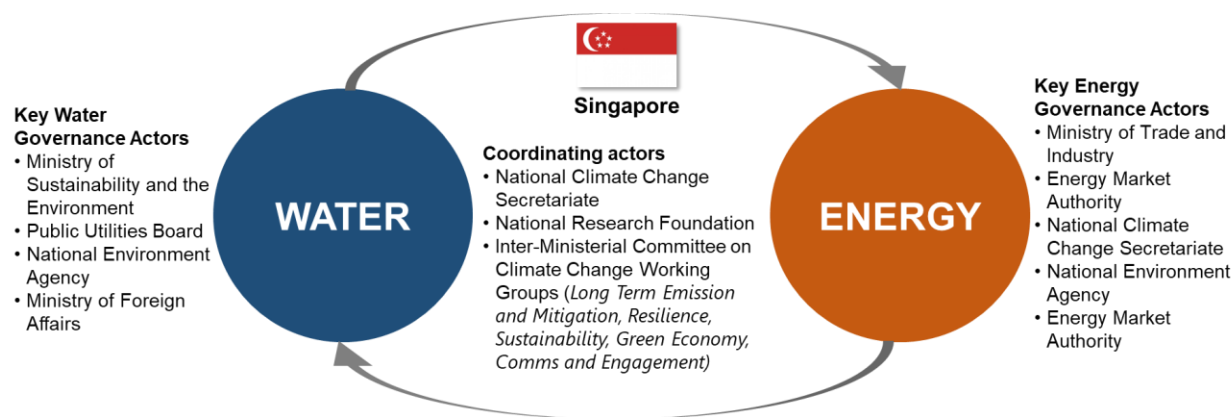 Singapore
Key Water
Governance Actors
• Ministry of
Sustainability and the
Environment
• Public Utilities Board
• National Environment
Agency
• Ministry of Foreign
Affairs
WATER
Coordinating actors
• National Climate Change
Secretariate
• National Research Foundation
• Inter-Ministerial Committee on
Climate Change Working
Groups (Long Term Emission
and Mitigation, Resilience,
Sustainability, Green Economy,
Comms and Engagement)
ENERGY
Key Energy
Governance Actors
• Ministry of Trade and
Industry
• Energy Market
Authority
• National Climate
Change Secretariate
• National Environment
Agency
• Energy Market
Authority